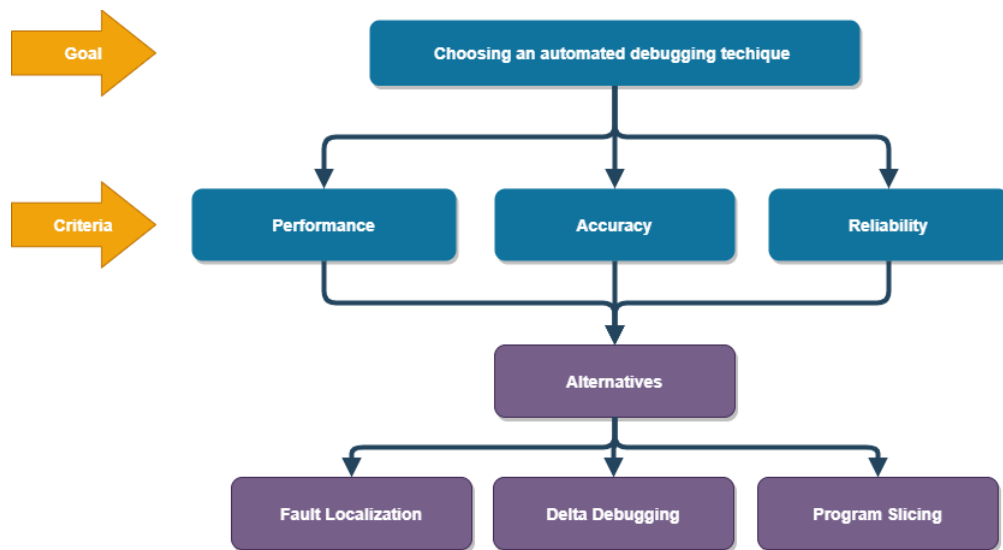 Goal
Choosing an automated debugging techique
Criteria
Performance
Accuracy
Reliability
Alternatives
Fault Localization
Delta Debugging
Program Slicing